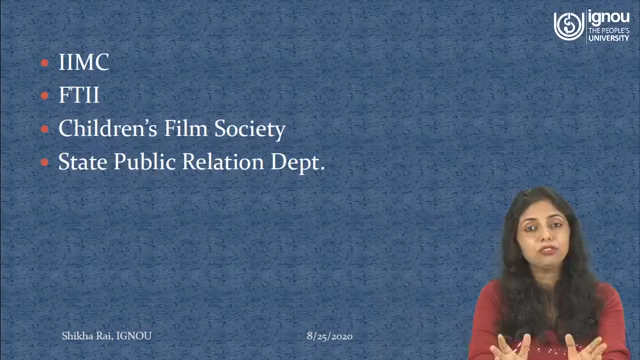 ignou
THE PEOPLE'S
UNIVERSITY
• IIMC
• FTII
• Children's Film Society
• State Public Relation Dept.
Shikha Rai, IGNOU
8/25/2020